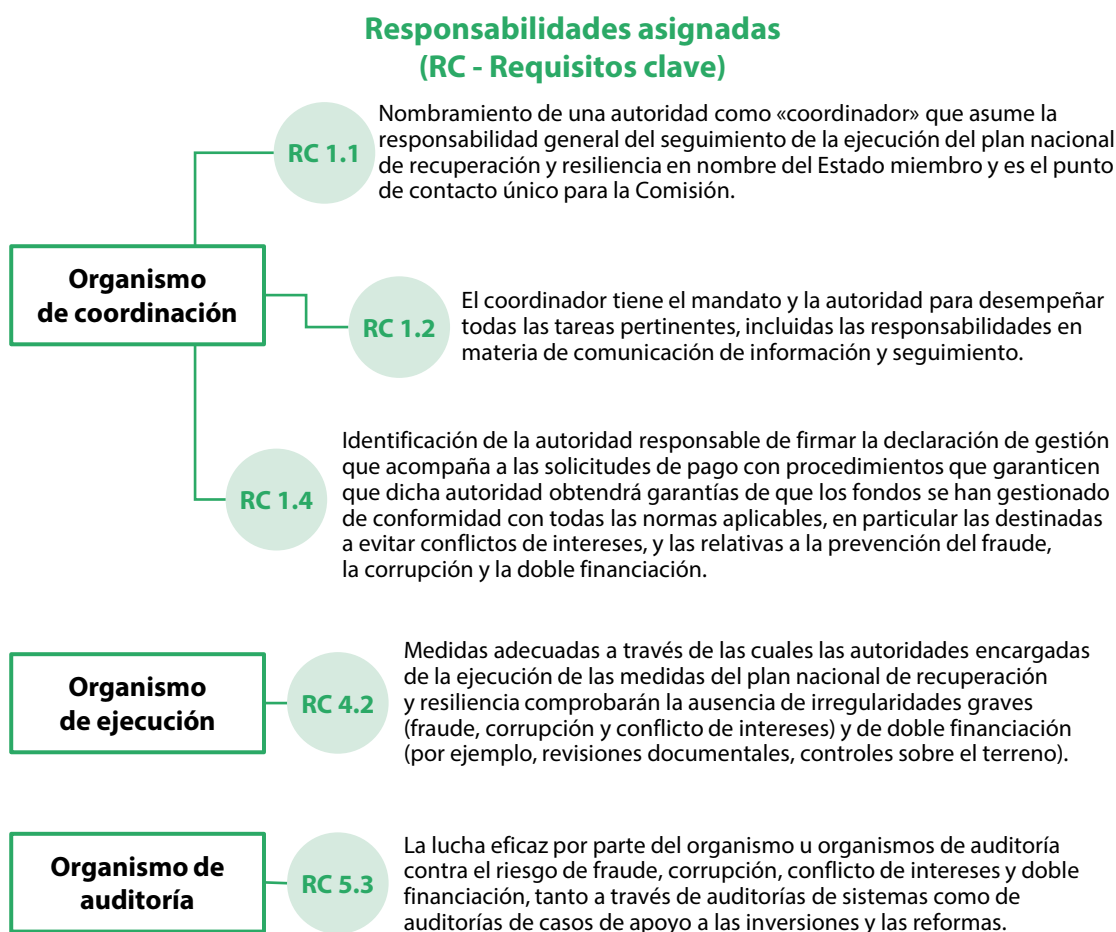 Responsabilidades asignadas
(RC - Requisitos clave)
RC 1.1
Nombramiento de una autoridad como «coordinador» que asume la
responsabilidad general del seguimiento de la ejecución del plan nacional
de recuperación y resiliencia en nombre del Estado miembro y es el punto
de contacto único para la Comisión.
Organismo
de coordinación
RC 1.2
El coordinador tiene el mandato y la autoridad para desempeñar
todas las tareas pertinentes, incluidas las responsabilidades en
materia de comunicación de información y seguimiento.
RC 1.4
Identificación de la autoridad responsable de firmar la declaración de gestión
que acompaña a las solicitudes de pago con procedimientos que garanticen
que dicha autoridad obtendrá garantías de que los fondos se han gestionado
de conformidad con todas las normas aplicables, en particular las destinadas
a evitar conflictos de intereses, y las relativas a la prevención del fraude,
la corrupción y la doble financiación.
Organismo
de ejecución
RC 4.2
Medidas adecuadas a través de las cuales las autoridades encargadas
de la ejecución de las medidas del plan nacional de recuperación
y resiliencia comprobarán la ausencia de irregularidades graves
(fraude, corrupción y conflicto de intereses) y de doble financiación
(por ejemplo, revisiones documentales, controles sobre el terreno).
Organismo de
auditoría
RC 5.3
La lucha eficaz por parte del organismo u organismos de auditoría
contra el riesgo de fraude, corrupción, conflicto de intereses y doble
financiación, tanto a través de auditorías de sistemas como de
auditorías de casos de apoyo a las inversiones y las reformas.